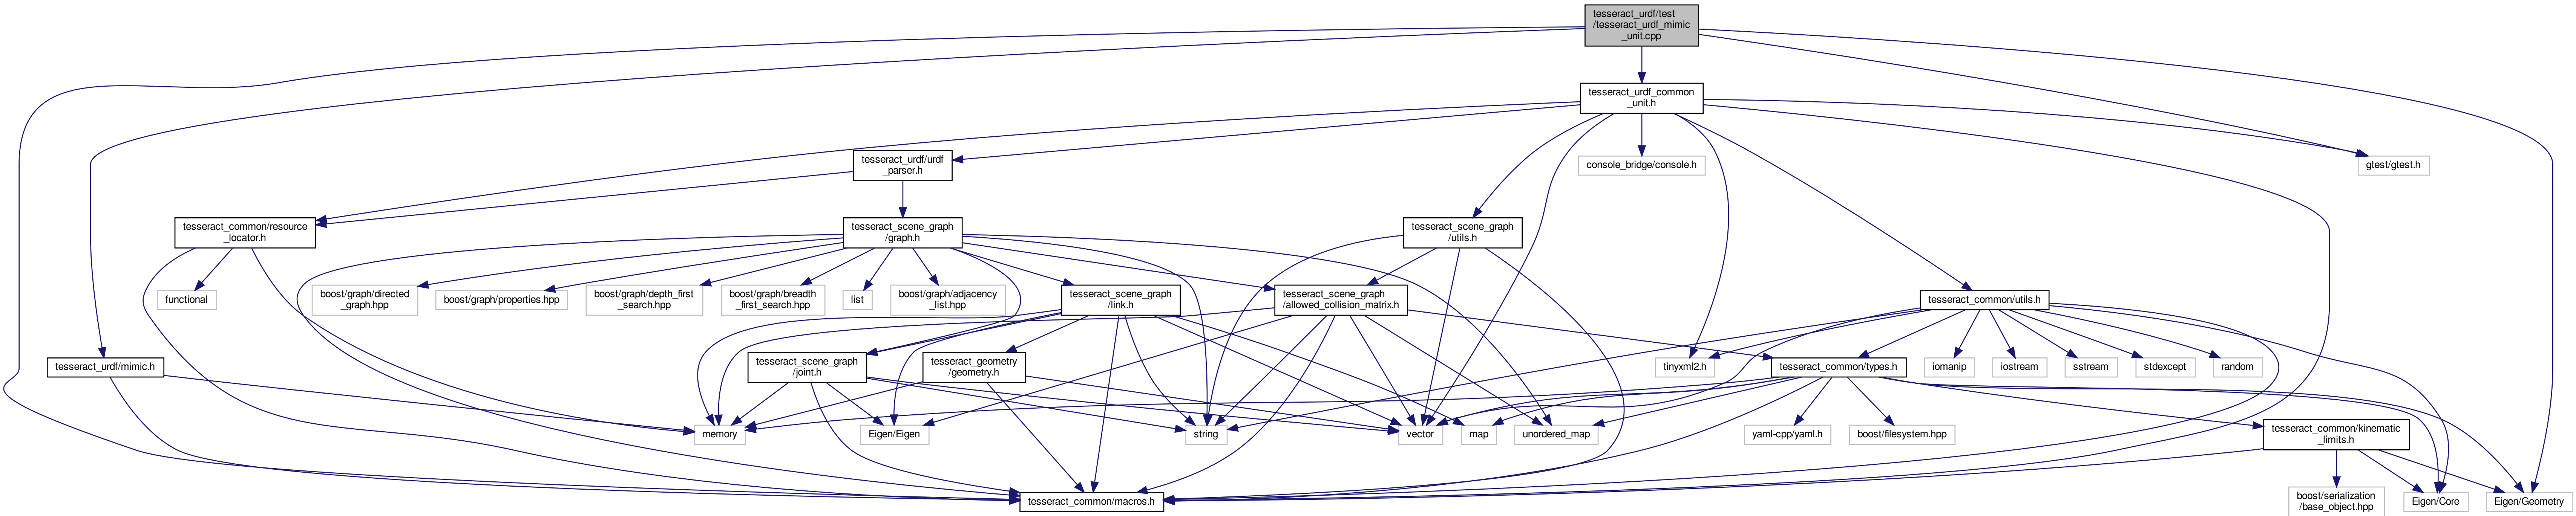 tesseract_urdf/test
/tesseract_urdf_mimic
_unit.cpp
tesseract_urdf_common
_unit.h
tesseract_urdf/urdf
_parser.h
console_bridge/console.h
gtest/gtest.h
tesseract_common/resource
_locator.h
tesseract_scene_graph
/graph.h
tesseract_scene_graph
/utils.h
functional
boost/graph/directed
_graph.hpp
boost/graph/properties.hpp
boost/graph/depth_first
_search.hpp
boost/graph/breadth
_first_search.hpp
list
boost/graph/adjacency
_list.hpp
tesseract_scene_graph
/link.h
tesseract_scene_graph
/allowed_collision_matrix.h
tesseract_common/utils.h
tesseract_urdf/mimic.h
tesseract_scene_graph
/joint.h
tesseract_geometry
/geometry.h
tinyxml2.h
tesseract_common/types.h
iomanip
iostream
sstream
stdexcept
random
memory
Eigen/Eigen
string
vector
map
unordered_map
yaml-cpp/yaml.h
boost/filesystem.hpp
tesseract_common/kinematic
_limits.h
tesseract_common/macros.h
boost/serialization
/base_object.hpp
Eigen/Core
Eigen/Geometry